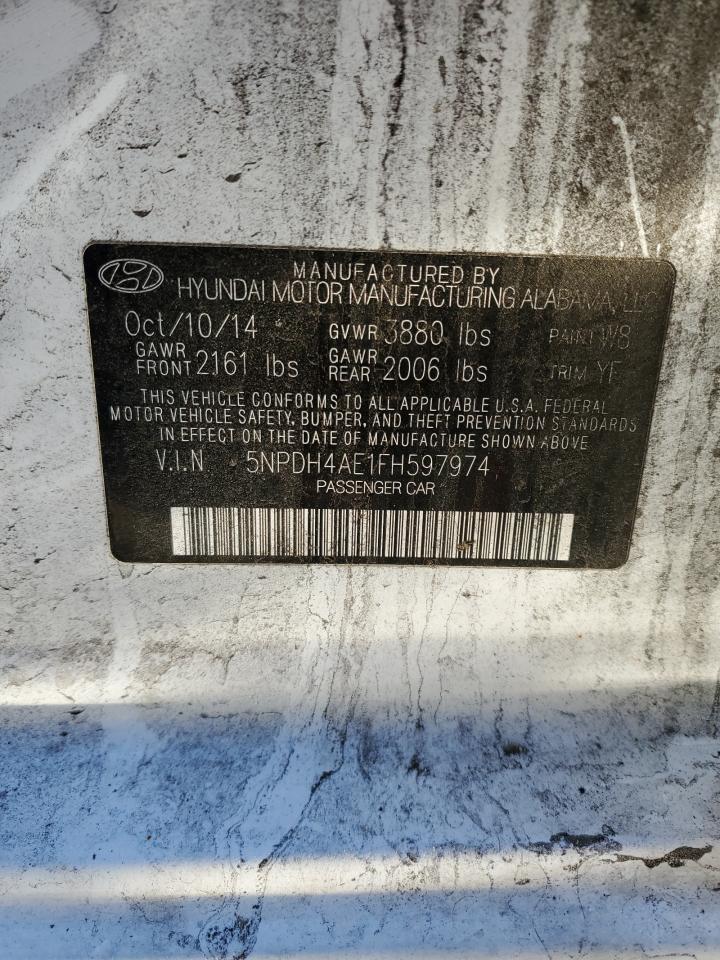 MANUFACTURED BY
HYUNDAI MOTOR MANUFACTURING ALABAMA, LLC
Oct/10/14 GVWR 3880 lbs PAINT W8
GAWR FRONT 2161 lbs GAWR REAR 2006 lbs TRIM YF
THIS VEHICLE CONFORMS TO ALL APPLICABLE U.S.A. FEDERAL
MOTOR VEHICLE SAFETY, BUMPER, AND THEFT PREVENTION STANDARDS
IN EFFECT ON THE DATE OF MANUFACTURE SHOWN ABOVE
V.I.N 5NPDH4AE1FH597974
PASSENGER CAR